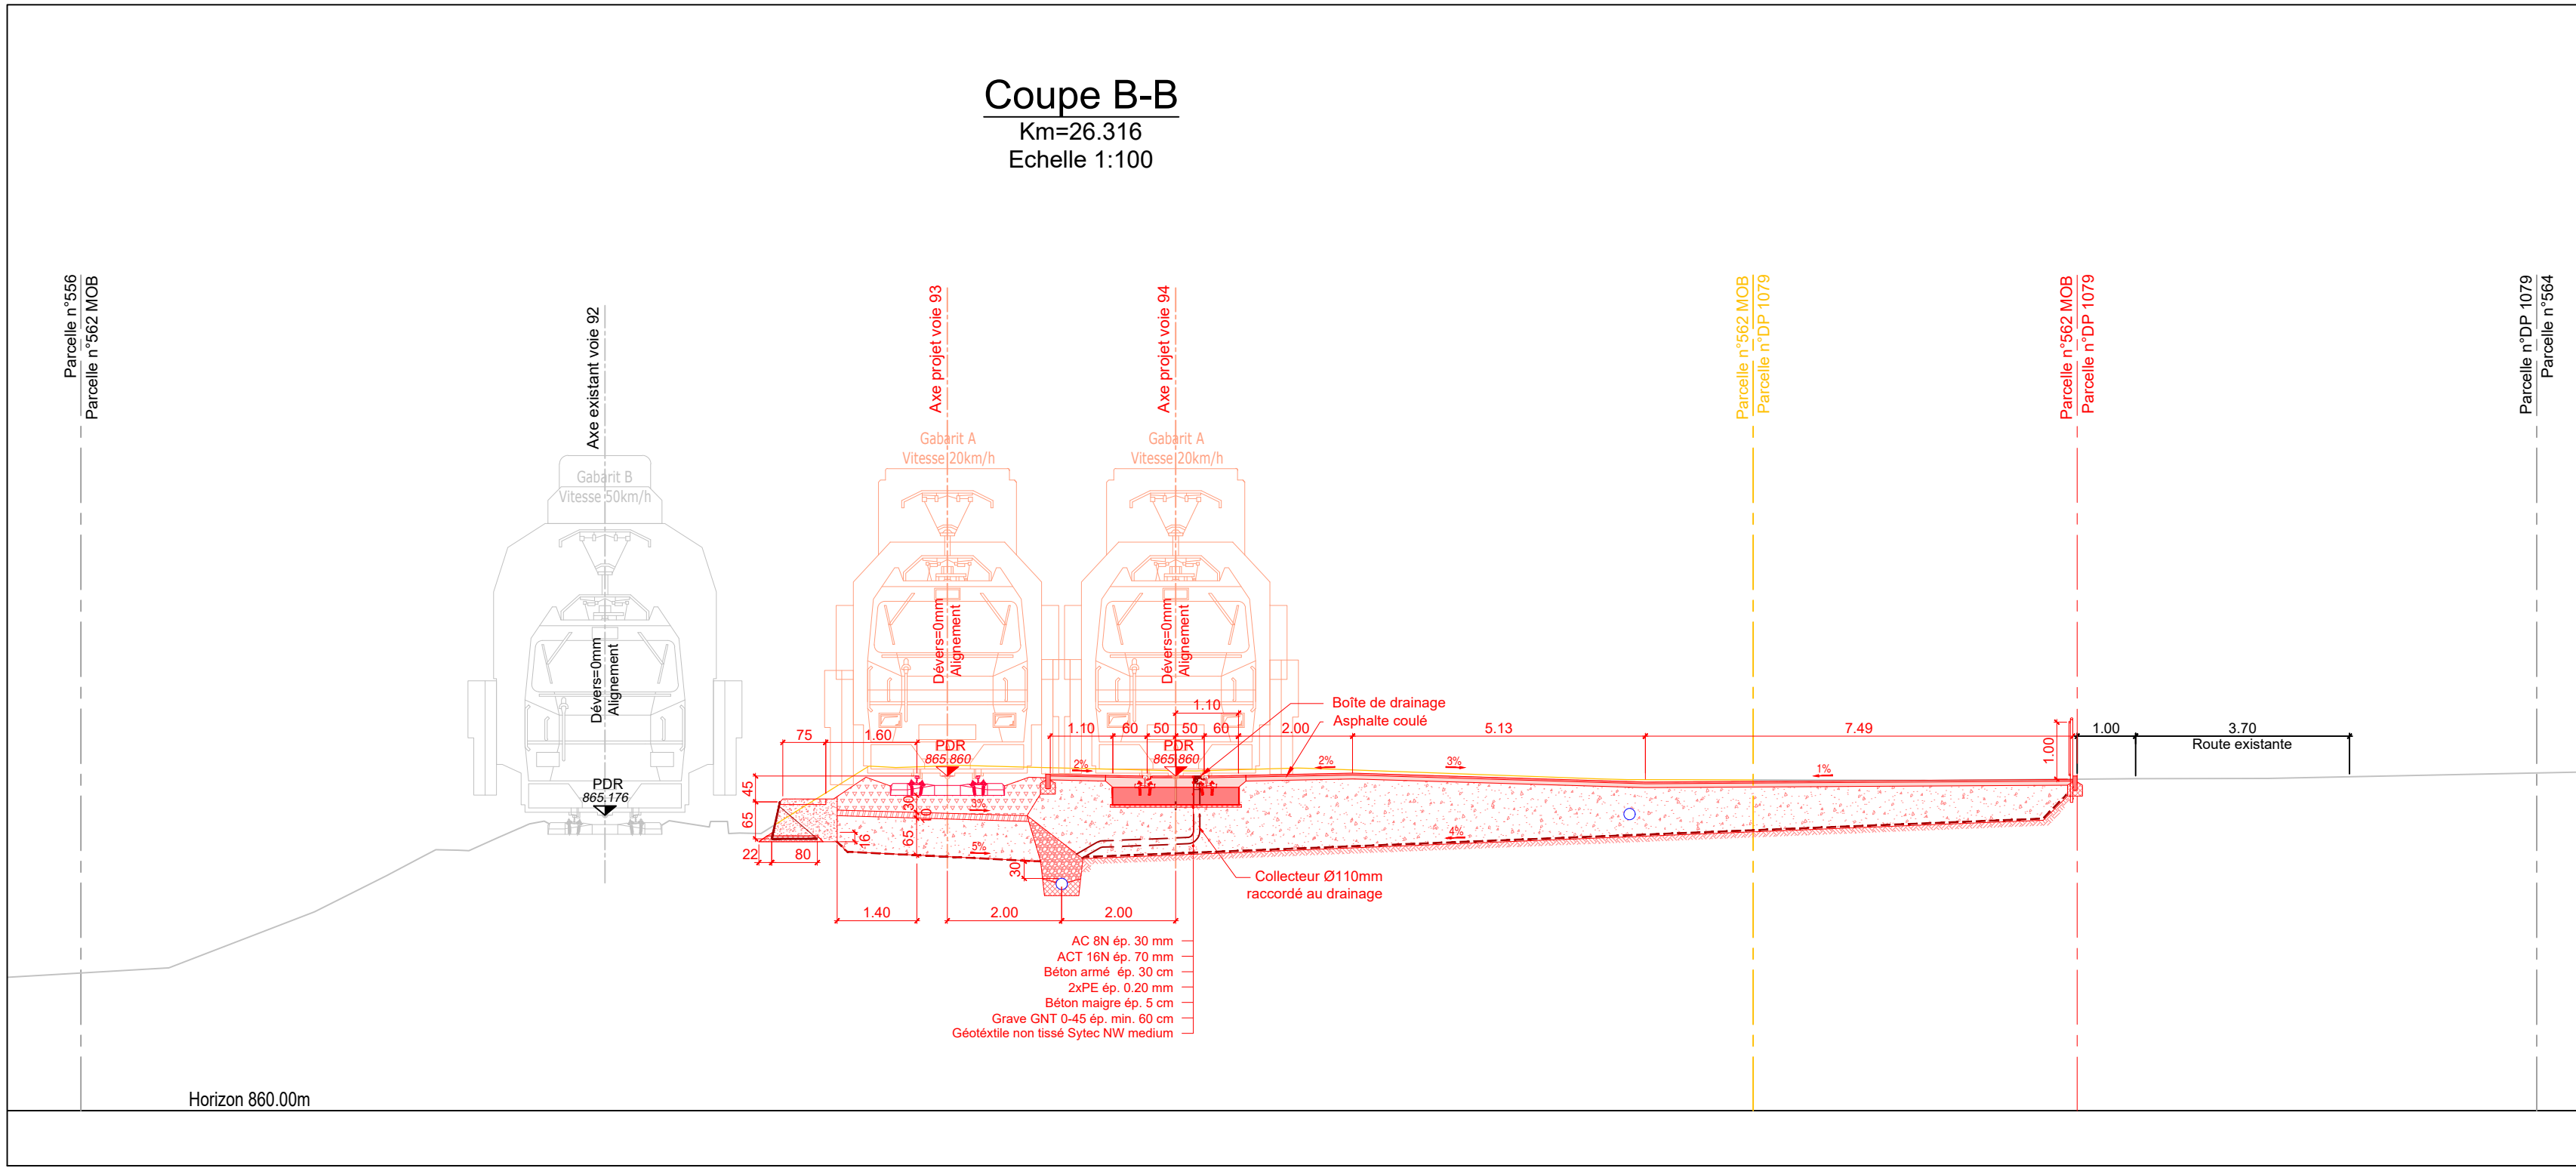 Coupe B-B
Km=26.316
Echelle 1:100
Parcelle n°556
Parcelle n°562 MOB
Axe existant voie 92
Axe projet voie 93
Axe projet voie 94
Parcelle n°562 MOB
Parcelle n°DP 1079
Parcelle n°562 MOB
Parcelle n°DP 1079
Parcelle n°DP 1079
Parcelle n°564
Gabarit B
Vitesse 50km/h
Gabarit A
Vitesse 20km/h
Gabarit A
Vitesse 20km/h
Dévers=0mm
Alignement
Dévers=0mm
Alignement
Dévers=0mm
Alignement
Boîte de drainage
Asphalte coulé
1.10
75
1.60
1.10
60
50
50
60
2.00
5.13
7.49
1.00
1.00
3.70
Route existante
PDR
865.860
PDR
865.860
PDR
865.176
2%
2%
3%
1%
45
65
22
80
16
30
10
65
3%
5%
4%
30
1.40
2.00
2.00
Collecteur Ø110mm
raccordé au drainage
AC 8N ép. 30 mm
ACT 16N ép. 70 mm
Béton armé ép. 30 cm
2xPE ép. 0.20 mm
Béton maigre ép. 5 cm
Grave GNT 0-45 ép. min. 60 cm
Géotéxtile non tissé Sytec NW medium
Horizon 860.00m